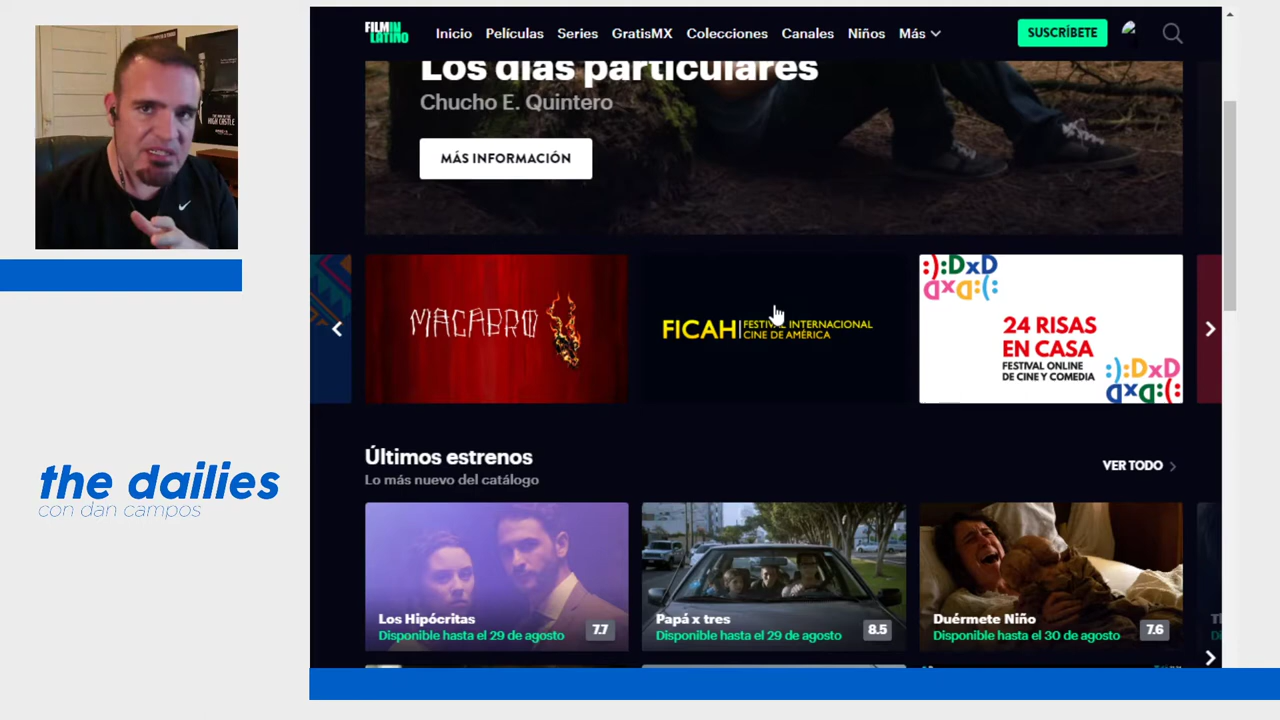 FILMIN
LATINO
Inicio Películas Series GratisMX Colecciones Canales Niños Más
SUSCRÍBETE
Los días particulares
Chucho E. Quintero
MÁS INFORMACIÓN
MACABRO
FICAH FESTIVAL INTERNACIONAL
CINE DE AMÉRICA
:):DxD
24 RISAS
EN CASA
FESTIVAL ONLINE
DE CINE Y COMEDIA
:):DxD
Últimos estrenos
Lo más nuevo del catálogo
VER TODO
Los Hipócritas
Disponible hasta el 29 de agosto
7.7
Papá x tres
Disponible hasta el 29 de agosto
8.5
Duérmete Niño
Disponible hasta el 30 de agosto
7.6
the dailies
con dan campos